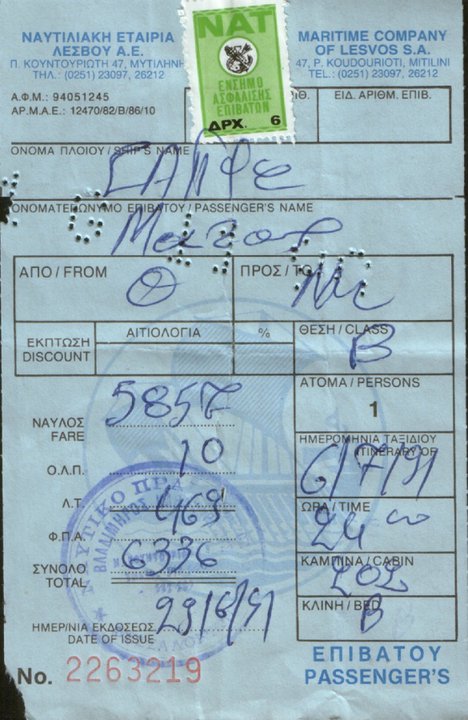 ΝΑΥΤΙΛΙΑΚΗ ΕΤΑΙΡΙΑ
ΛΕΣΒΟΥ Α.Ε.
Π. ΚΟΥΝΤΟΥΡΙΩΤΗ 47, ΜΥΤΙΛΗΝΗ
ΤΗΛ.: (0251) 23097, 26212
NAT
ΕΝΣΗΜΟ
ΑΣΦΑΛΙΣΗΣ
ΕΠΙΒΑΤΩΝ
ΔΡΧ. 6
MARITIME COMPANY
OF LESVOS S.A.
47, P. KOUDOURIOTI, MITILINI
TEL.: (0251) 23097, 26212
Α.Φ.Μ.: 94051245
ΑΡ.Μ.Α.Ε.: 12470/82/Β/86/10
ΙΘ.
ΕΙΔ. ΑΡΙΘΜ. ΕΠΙΒ.
ΟΝΟΜΑ ΠΛΟΙΟΥ / SHIP'S NAME
ΣΑΠΦΩ
ΟΝΟΜΑΤΕΠΩΝΥΜΟ ΕΠΙΒΑΤΟΥ / PASSENGER'S NAME
ΑΠΟ / FROM
Θ
ΠΡΟΣ / TO
ΕΚΠΤΩΣΗ
DISCOUNT
ΑΙΤΙΟΛΟΓΙΑ
%
ΘΕΣΗ / CLASS
B
ΝΑΥΛΟΣ
FARE
5857
ΑΤΟΜΑ / PERSONS
1
Ο.Λ.Π.
10
ΗΜΕΡΟΜΗΝΙΑ ΤΑΞΙΔΙΟΥ
ITINERARY OF
6/7/91
Λ.Τ.
469
Φ.Π.Α.
ΩΡΑ / TIME
24 00
ΣΥΝΟΛΟ
TOTAL
6336
ΚΑΜΠΙΝΑ / CABIN
202
ΚΛΙΝΗ / BED
B
ΗΜΕΡ/ΝΙΑ ΕΚΔΟΣΕΩΣ
DATE OF ISSUE
29/6/91
ΕΠΙΒΑΤΟΥ
PASSENGER'S
No. 2263219